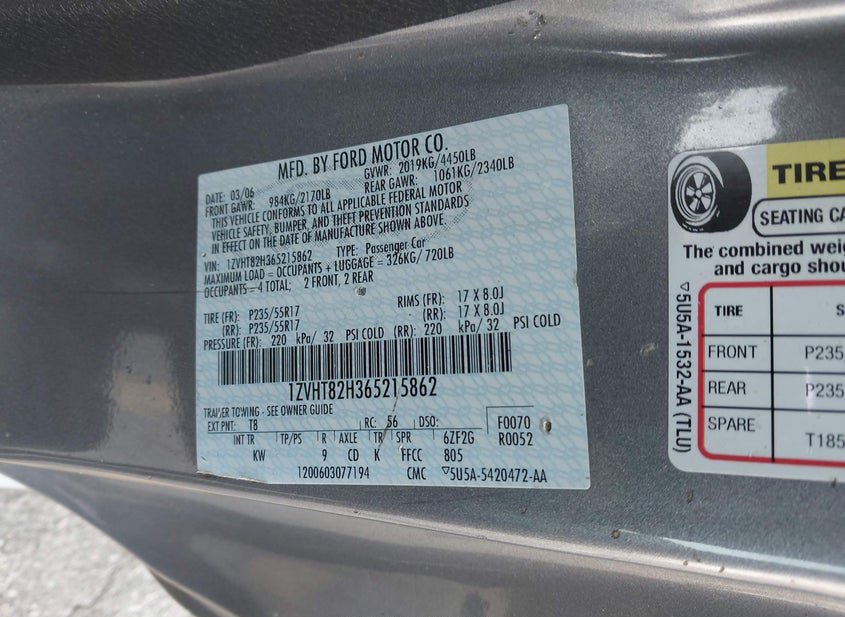 MFD. BY FORD MOTOR CO.
DATE: 03/06 GVWR: 2019KG/4450LB
FRONT GAWR: 984KG/2170LB REAR GAWR: 1061KG/2340LB
THIS VEHICLE CONFORMS TO ALL APPLICABLE FEDERAL MOTOR
VEHICLE SAFETY, BUMPER, AND THEFT PREVENTION STANDARDS
IN EFFECT ON THE DATE OF MANUFACTURE SHOWN ABOVE.
VIN: 1ZVHT82H365215862 TYPE: Passenger Car
MAXIMUM LOAD = OCCUPANTS + LUGGAGE = 326KG/ 720LB
OCCUPANTS = 4 TOTAL; 2 FRONT, 2 REAR
TIRE (FR): P235/55R17 RIMS (FR): 17 X 8.0J
(RR): P235/55R17 (RR): 17 X 8.0J
PRESSURE (FR): 220 kPa/ 32 PSI COLD (RR): 220 kPa/ 32 PSI COLD
1ZVHT82H365215862
TRAILER TOWING - SEE OWNER GUIDE
EXT PNT: T8 RC: 56 DSO: F0070
INT TR TP/PS R AXLE TR SPR 6ZF2G R0052
KW 9 CD K FFCC 805
1200603077194 CMC ▽5U5A-5420472-AA
TIRE
SEATING CA
The combined weig
and cargo shou
TIRE S
FRONT P235
REAR P235
SPARE T185
▽5U5A-1532-AA (TLU)